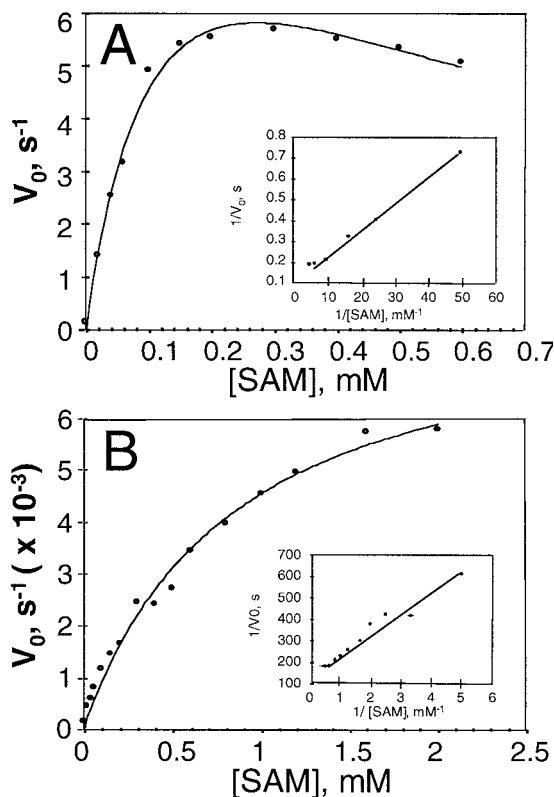 A
6
5
4
3
2
1
0
V₀, s⁻¹
0 0.1 0.2 0.3 0.4 0.5 0.6 0.7
[SAM], mM
0.8
0.7
0.6
0.5
0.4
0.3
0.2
0.1
1/V₀, s
0 10 20 30 40 50 60
1/[SAM], mM⁻¹
B
6
5
4
3
2
1
0
V₀, s⁻¹ ( x 10⁻³)
0 0.5 1 1.5 2 2.5
[SAM], mM
700
600
500
400
300
200
100
1/V0, s
0 1 2 3 4 5 6
1/ [SAM], mM⁻¹